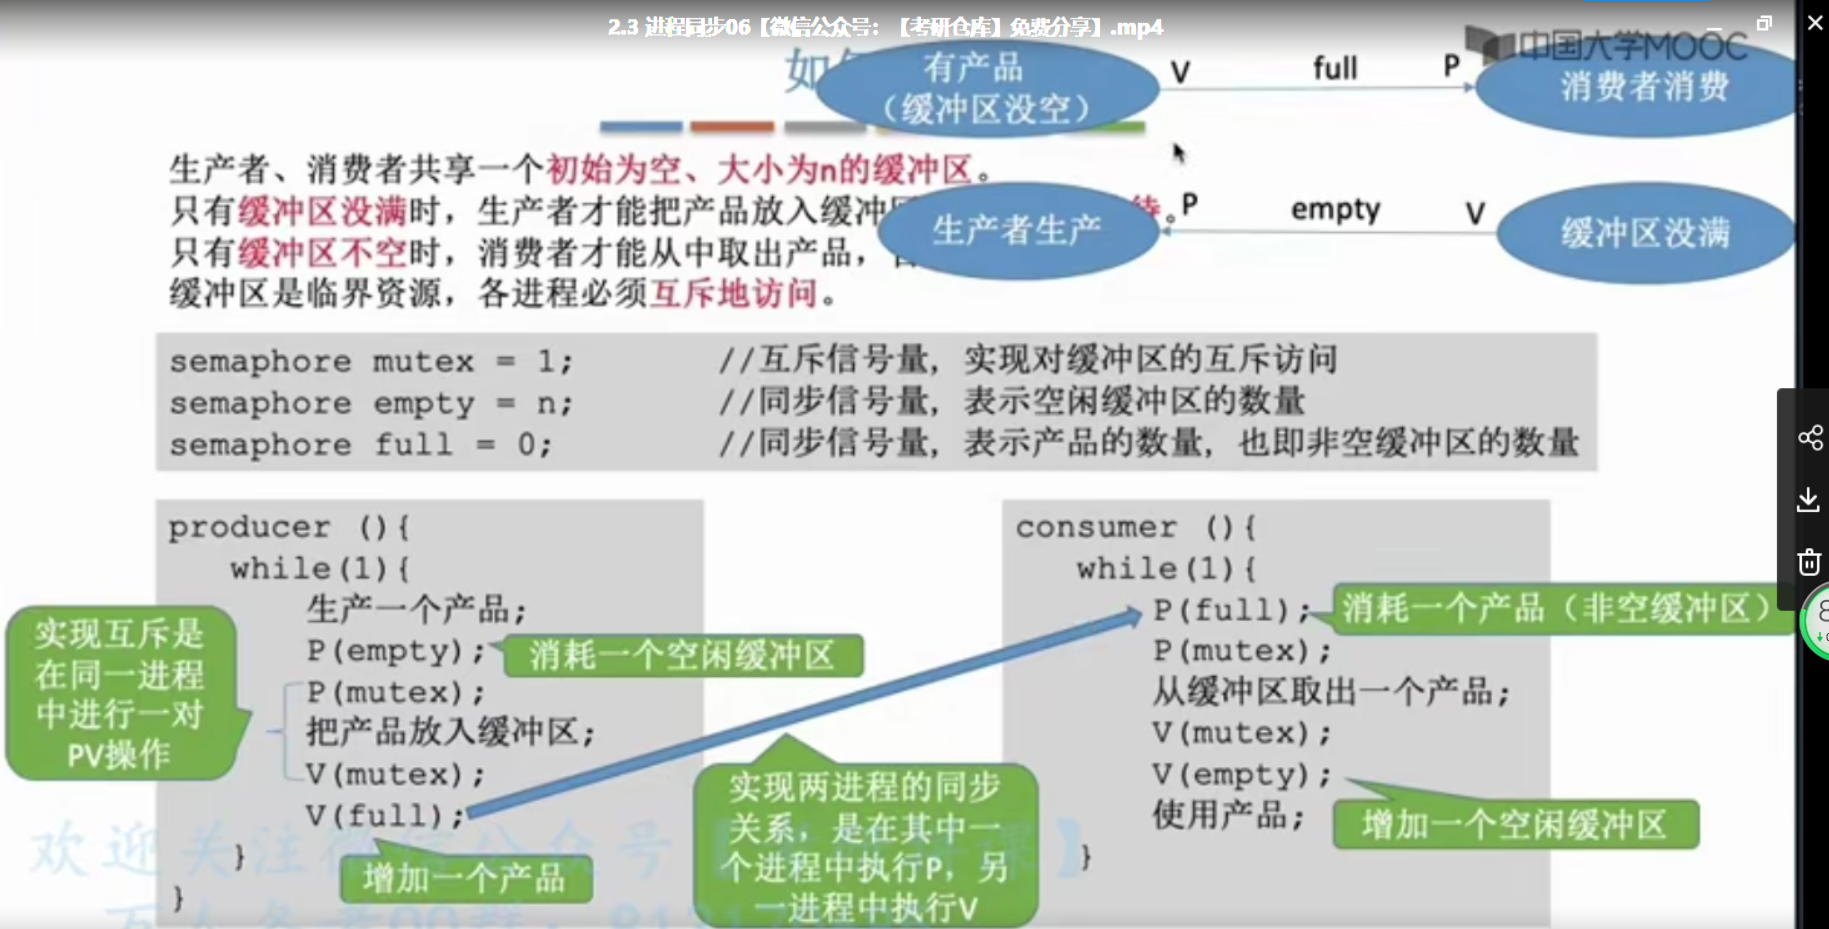 2.3 进程同步06【微信公众号：【考研仓库】免费分享】.mp4
中国大学MOOC
如
有产品
（缓冲区没空）
V full P
消费者消费
生产者、消费者共享一个初始为空、大小为n的缓冲区。
只有缓冲区没满时，生产者才能把产品放入缓冲
待。
生产者生产
P empty V
缓冲区没满
只有缓冲区不空时，消费者才能从中取出产品，
缓冲区是临界资源，各进程必须互斥地访问。
semaphore mutex = 1; //互斥信号量，实现对缓冲区的互斥访问
semaphore empty = n; //同步信号量，表示空闲缓冲区的数量
semaphore full = 0; //同步信号量，表示产品的数量，也即非空缓冲区的数量
producer (){
while(1){
生产一个产品;
P(empty);
消耗一个空闲缓冲区
P(mutex);
把产品放入缓冲区;
V(mutex);
V(full);
增加一个产品
}
}
实现互斥是
在同一进程
中进行一对
PV操作
实现两进程的同步
关系，是在其中一
个进程中执行P，另
一进程中执行V
consumer (){
while(1){
P(full);
消耗一个产品（非空缓冲区）
P(mutex);
从缓冲区取出一个产品;
V(mutex);
V(empty);
增加一个空闲缓冲区
使用产品;
}
欢迎关注微信公众号